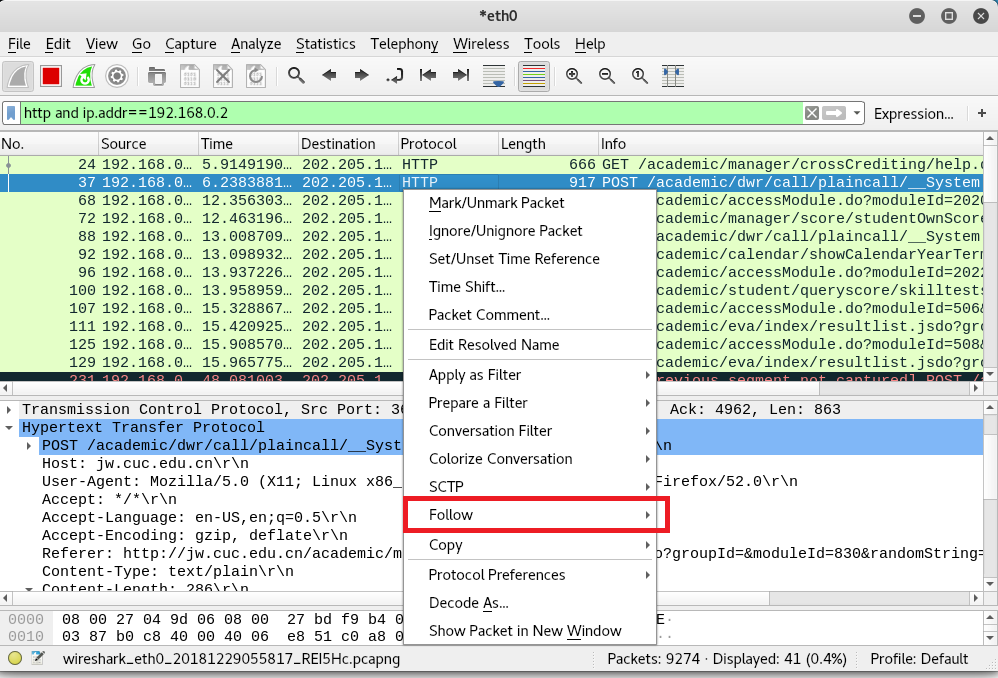 *eth0
File Edit View Go Capture Analyze Statistics Telephony Wireless Tools Help
http and ip.addr==192.168.0.2 Expression… +
No. Source Time Destination Protocol Length Info
24 192.168.0… 5.9149190… 202.205.1… HTTP 666 GET /academic/manager/crossCrediting/help.
37 192.168.0… 6.2383881… 202.205.1… HTTP 917 POST /academic/dwr/call/plaincall/__System
68 192.168.0… 12.356303… 202.205.1… academic/accessModule.do?moduleId=202
72 192.168.0… 12.463196… 202.205.1… academic/manager/score/studentOwnScor
88 192.168.0… 13.008709… 202.205.1… academic/dwr/call/plaincall/__System
92 192.168.0… 13.098932… 202.205.1… academic/calendar/showCalendarYearTer
96 192.168.0… 13.937226… 202.205.1… academic/accessModule.do?moduleId=202
100 192.168.0… 13.958959… 202.205.1… academic/student/queryscore/skilltest
107 192.168.0… 15.328867… 202.205.1… academic/accessModule.do?moduleId=506&
111 192.168.0… 15.420925… 202.205.1… academic/eva/index/resultlist.jsdo?gr
125 192.168.0… 15.908570… 202.205.1… academic/accessModule.do?moduleId=508&
129 192.168.0… 15.965775… 202.205.1… academic/eva/index/resultlist.jsdo?gr
231 192.168.0 48.081003 202.205.1 previous segment not captured] POST /
Mark/Unmark Packet
Ignore/Unignore Packet
Set/Unset Time Reference
Time Shift…
Packet Comment…
Edit Resolved Name
Apply as Filter
Prepare a Filter
Conversation Filter
Colorize Conversation
SCTP
Follow
Copy
Protocol Preferences
Decode As…
Show Packet in New Window
Transmission Control Protocol, Src Port: 36 Ack: 4962, Len: 863
Hypertext Transfer Protocol
POST /academic/dwr/call/plaincall/__Syst \n
Host: jw.cuc.edu.cn\r\n
User-Agent: Mozilla/5.0 (X11; Linux x86_ Firefox/52.0\r\n
Accept: */*\r\n
Accept-Language: en-US,en;q=0.5\r\n
Accept-Encoding: gzip, deflate\r\n
Referer: http://jw.cuc.edu.cn/academic/m o?groupId=&moduleId=830&randomString=
Content-Type: text/plain\r\n
Content-Length: 286\r\n
0000 08 00 27 04 9d 06 08 00 27 bd f9 b4 0 E·
0010 03 87 b0 c8 40 00 40 06 e8 51 c0 a8 0 ··
wireshark_eth0_20181229055817_REI5Hc.pcapng Packets: 9274 · Displayed: 41 (0.4%) Profile: Default